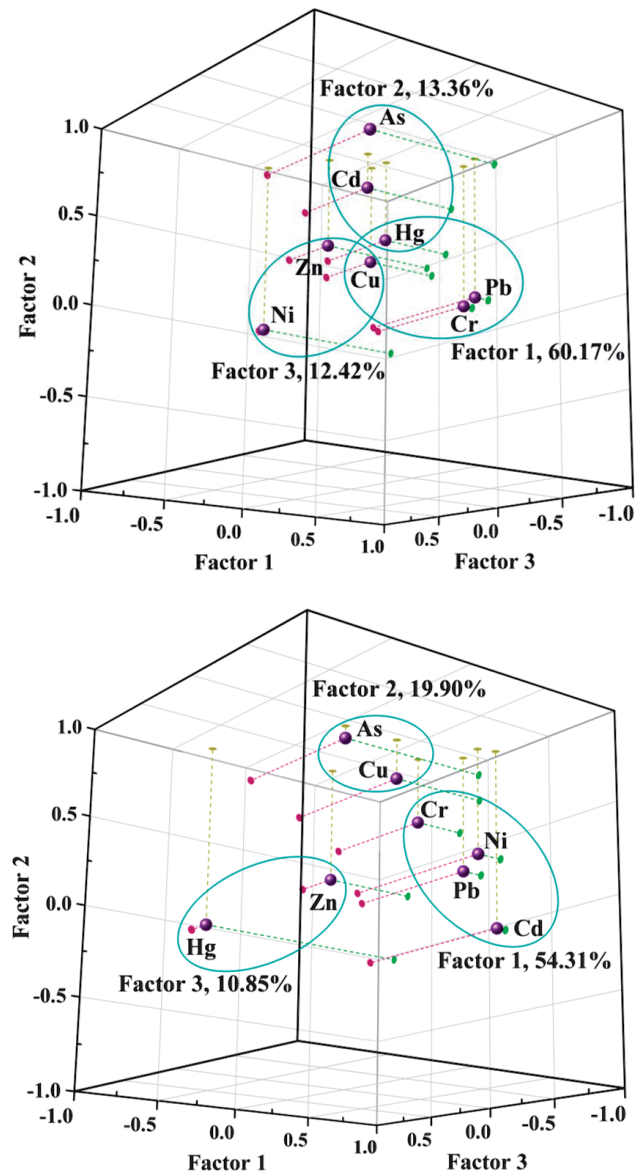 Factor 2, 13.36%
As
1.0
Cd
0.5
Hg
Zn
Cu
Factor 2
0.0
Ni
Pb
Cr
Factor 1, 60.17%
Factor 3, 12.42%
-0.5
-1.0
-1.0
-0.5
0.0
0.5
1.0
0.5
0.0
-0.5
-1.0
Factor 1
Factor 3
Factor 2, 19.90%
1.0
As
Cu
0.5
Cr
Ni
Pb
Factor 2
0.0
Zn
Cd
Hg
Factor 1, 54.31%
Factor 3, 10.85%
-0.5
-1.0
-1.0
-0.5
0.0
0.5
1.0
0.5
0.0
-0.5
-1.0
Factor 1
Factor 3